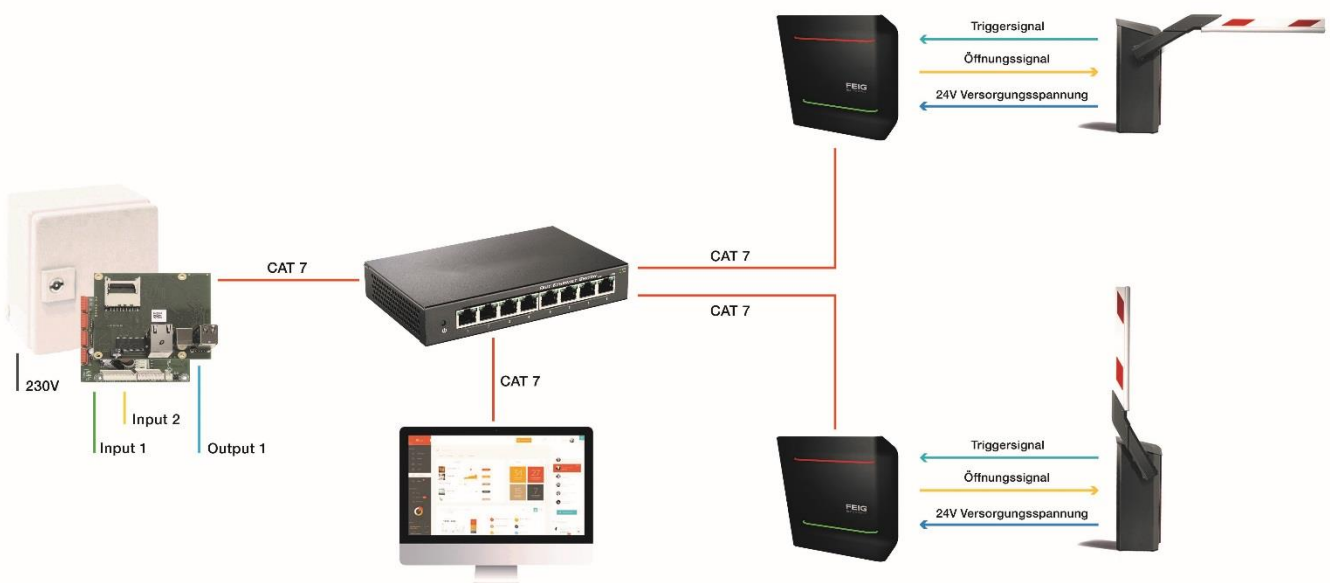 Triggersignal
Öffnungssignal
24V Versorgungsspannung
FEIG
CAT 7
CAT 7
CAT 7
CAT 7
230V
Input 2
Input 1
Output 1
Triggersignal
Öffnungssignal
24V Versorgungsspannung
FEIG